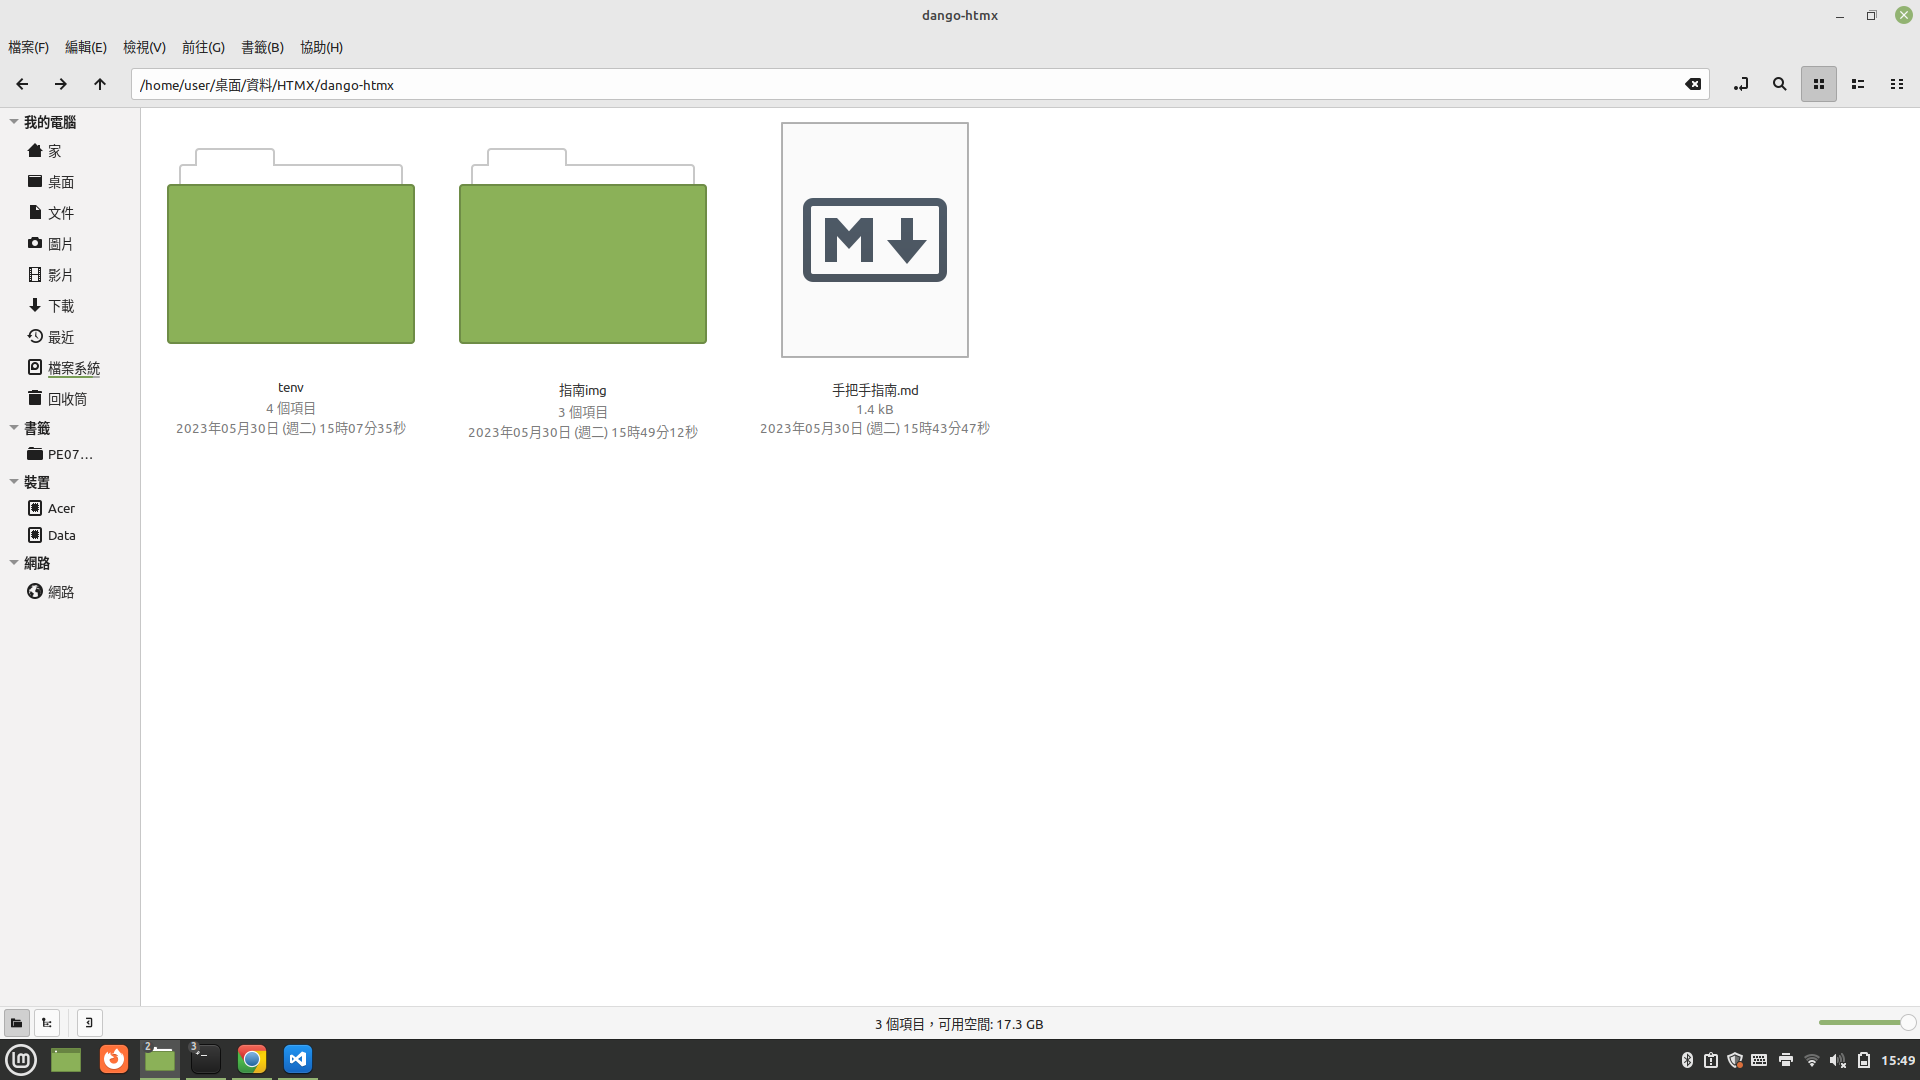 dango-htmx
檔案(F) 編輯(E) 檢視(V) 前往(G) 書籤(B) 協助(H)
/home/user/桌面/資料/HTMX/dango-htmx
我的電腦
家
桌面
文件
圖片
影片
下載
最近
檔案系統
回收筒
書籤
PE07…
裝置
Acer
Data
網路
網路
tenv
4 個項目
2023年05月30日 (週二) 15時07分35秒
指南img
3 個項目
2023年05月30日 (週二) 15時49分12秒
M
手把手指南.md
1.4 kB
2023年05月30日 (週二) 15時43分47秒
3 個項目，可用空間: 17.3 GB
2
3
15:49